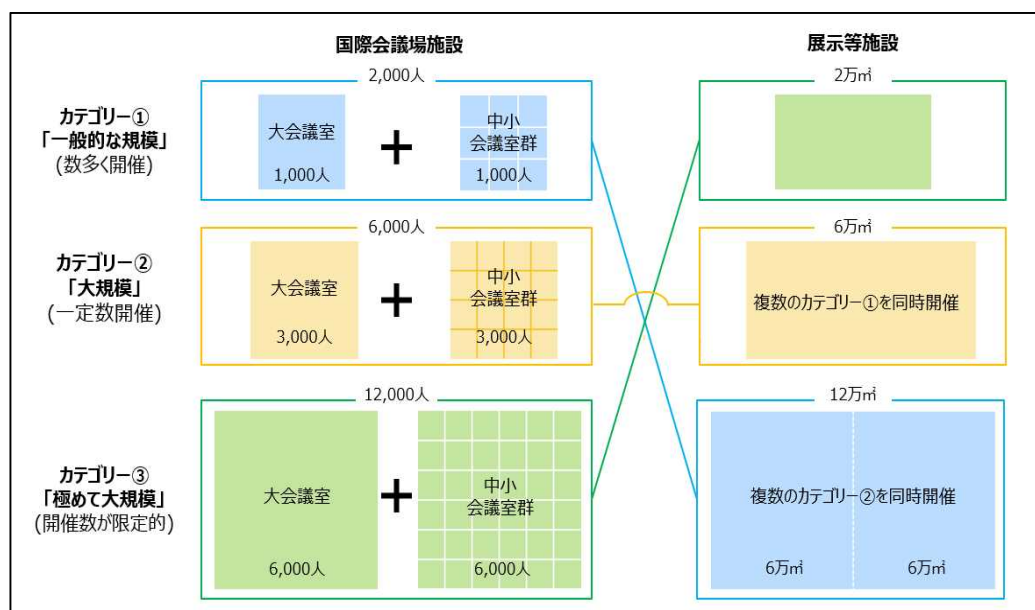 国際会議場施設
展示等施設
カテゴリー①
「一般的な規模」
(数多く開催)
2,000人
大会議室
1,000人
+
中小
会議室群
1,000人
2万㎡
カテゴリー②
「大規模」
(一定数開催)
6,000人
大会議室
3,000人
+
中小
会議室群
3,000人
6万㎡
複数のカテゴリー①を同時開催
カテゴリー③
「極めて大規模」
(開催数が限定的)
12,000人
大会議室
6,000人
+
中小
会議室群
6,000人
12万㎡
複数のカテゴリー②を同時開催
6万㎡
6万㎡